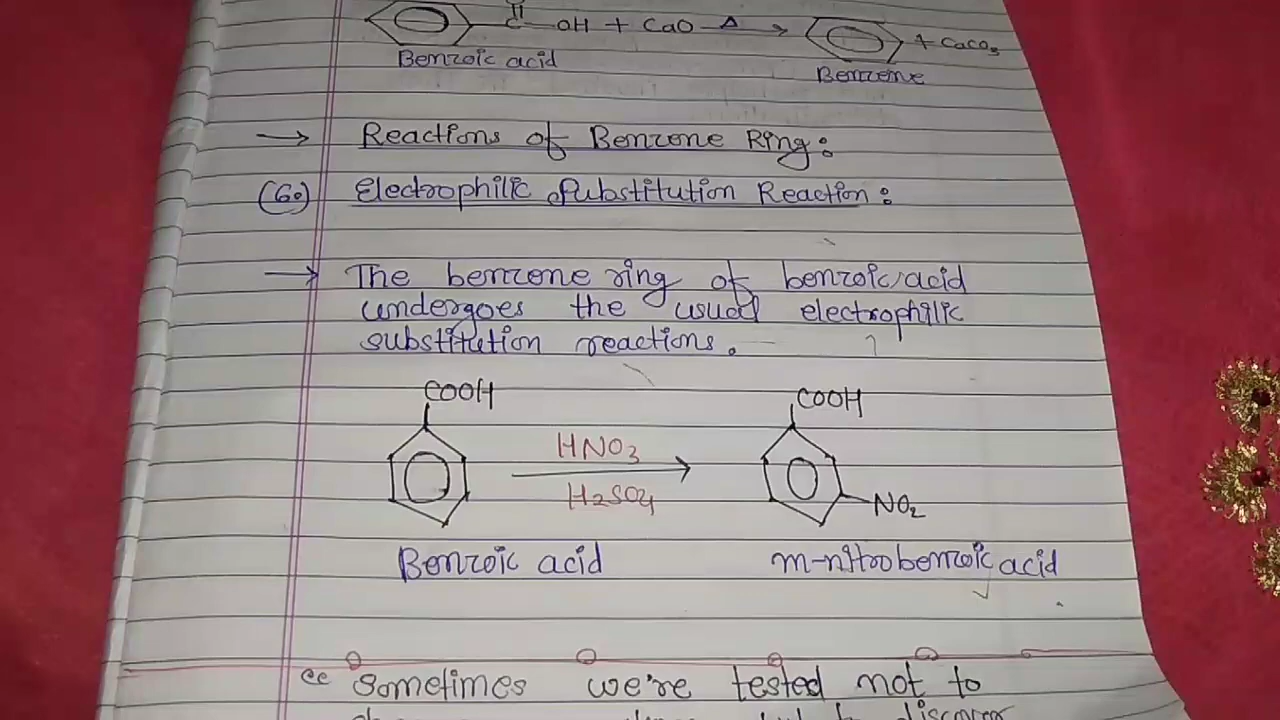 C OH + CaO Δ → + CaCO3
Benzoic acid Benzene
→ Reactions of Benzene Ring:
(60) Electrophilic Substitution Reaction:
→ The benzene ring of benzoic acid
undergoes the usual electrophilic
substitution reactions.
COOH COOH
HNO3
H2SO4 NO2
Benzoic acid m-nitrobenzoic acid
“ Sometimes we're tested not to
discover